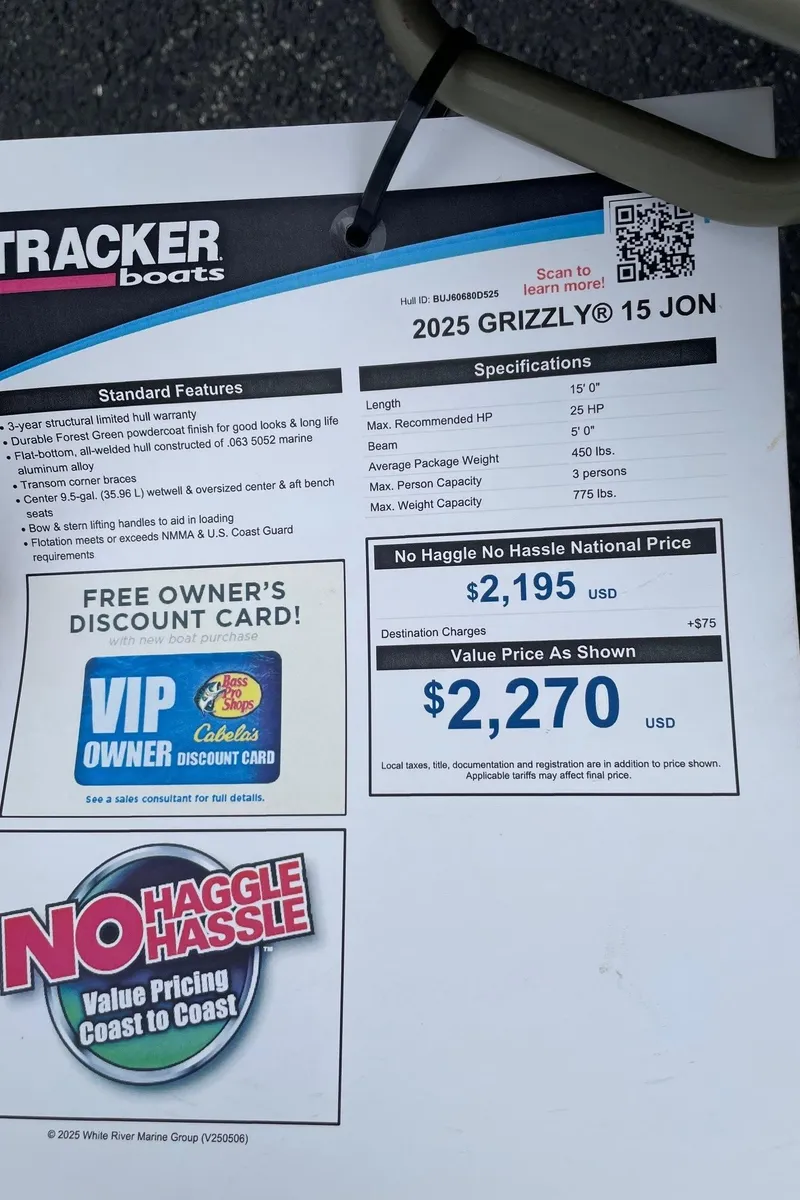 TRACKER
boats
Scan to
learn more!
Hull ID: BUJ60680D525
2025 GRIZZLY® 15 JON
Standard Features
• 3-year structural limited hull warranty
• Durable Forest Green powdercoat finish for good looks & long life
• Flat-bottom, all-welded hull constructed of .063 5052 marine
aluminum alloy
• Transom corner braces
• Center 9.5-gal. (35.96 L) wetwell & oversized center & aft bench
seats
• Bow & stern lifting handles to aid in loading
• Flotation meets or exceeds NMMA & U.S. Coast Guard
requirements
Specifications
Length 15' 0"
Max. Recommended HP 25 HP
Beam 5' 0"
Average Package Weight 450 lbs.
Max. Person Capacity 3 persons
Max. Weight Capacity 775 lbs.
No Haggle No Hassle National Price
$2,195 USD
Destination Charges +$75
Value Price As Shown
$2,270 USD
Local taxes, title, documentation and registration are in addition to price shown.
Applicable tariffs may affect final price.
FREE OWNER'S
DISCOUNT CARD!
with new boat purchase
VIP
Bass
Pro
Shops
Cabela's
OWNER DISCOUNT CARD
See a sales consultant for full details.
NO HAGGLE
HASSLE
TM
Value Pricing
Coast to Coast
© 2025 White River Marine Group (V250506)